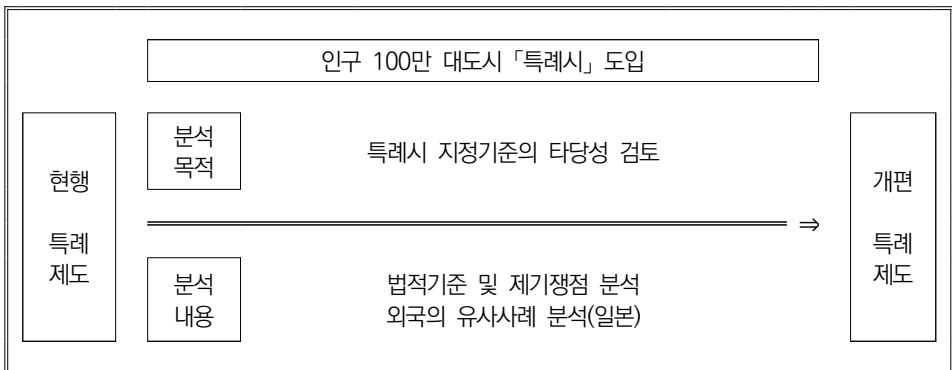 인구 100만 대도시「특례시」도입
현행
특례
제도
분석
목적
특례시 지정기준의 타당성 검토
⇒
분석
내용
법적기준 및 제기쟁점 분석
외국의 유사사례 분석(일본)
개편
특례
제도